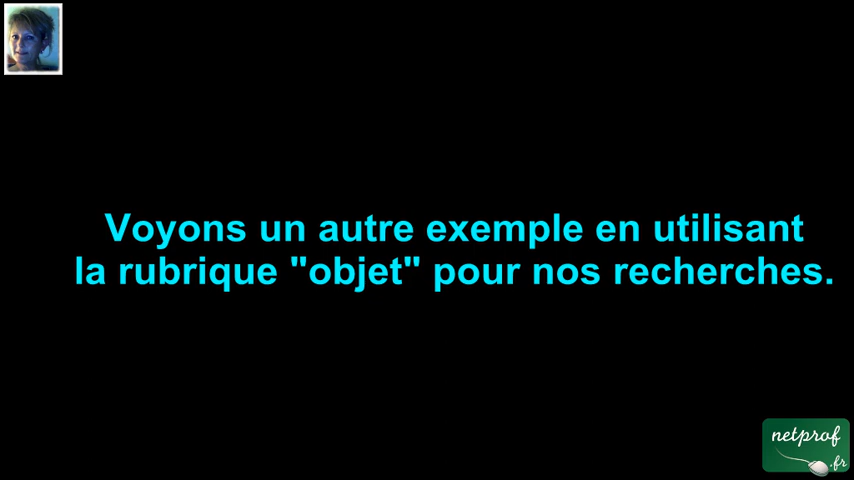 Voyons un autre exemple en utilisant
la rubrique "objet" pour nos recherches.
netprof
.fr